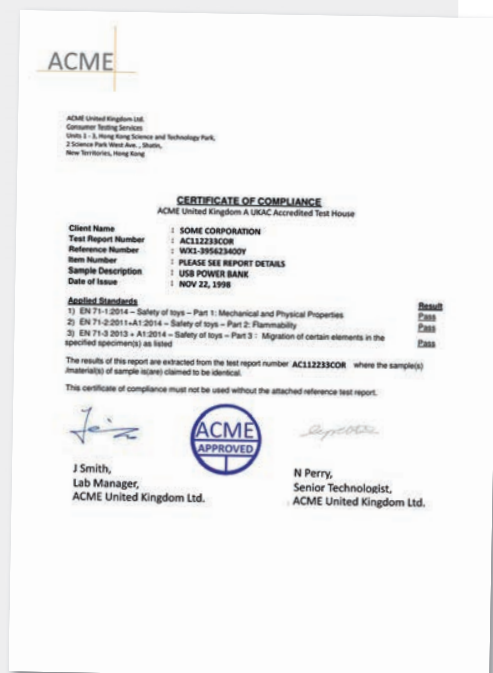 ACME
ACME United Kingdom Ltd.
Consumer Testing Services
Units 1 - 3, Hong Kong Science and Technology Park,
2 Science Park West Ave. , Shatin,
New Territories, Hong Kong
CERTIFICATE OF COMPLIANCE
ACME United Kingdom A UKAC Accredited Test House
Client Name : SOME CORPORATION
Test Report Number : AC112233COR
Reference Number : WX1-395623400Y
Item Number : PLEASE SEE REPORT DETAILS
Sample Description : USB POWER BANK
Date of Issue : NOV 22, 1998
Applied Standards Result
1) EN 71-1:2014 – Safety of toys – Part 1: Mechanical and Physical Properties Pass
2) EN 71-2:2011+A1:2014 – Safety of toys – Part 2: Flammability Pass
3) EN 71-3 2013 + A1:2014 – Safety of toys – Part 3 : Migration of certain elements in the
specified specimen(s) as listed Pass
The results of this report are extracted from the test report number AC112233COR where the sample(s)
/material(s) of sample is(are) claimed to be identical.
This certificate of compliance must not be used without the attached reference test report.
ACME
APPROVED
J Smith,
Lab Manager,
ACME United Kingdom Ltd.
N Perry,
Senior Technologist,
ACME United Kingdom Ltd.